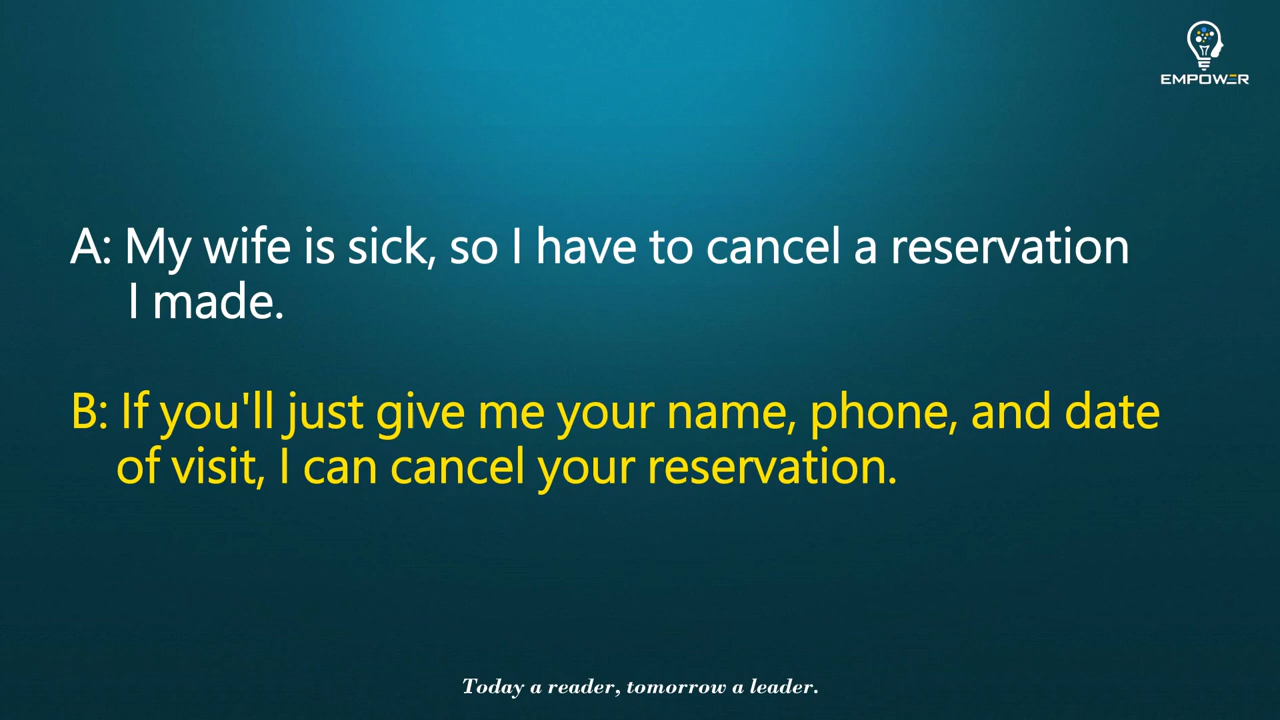 EMPOWER
A: My wife is sick, so I have to cancel a reservation
I made.
B: If you'll just give me your name, phone, and date
of visit, I can cancel your reservation.
Today a reader, tomorrow a leader.